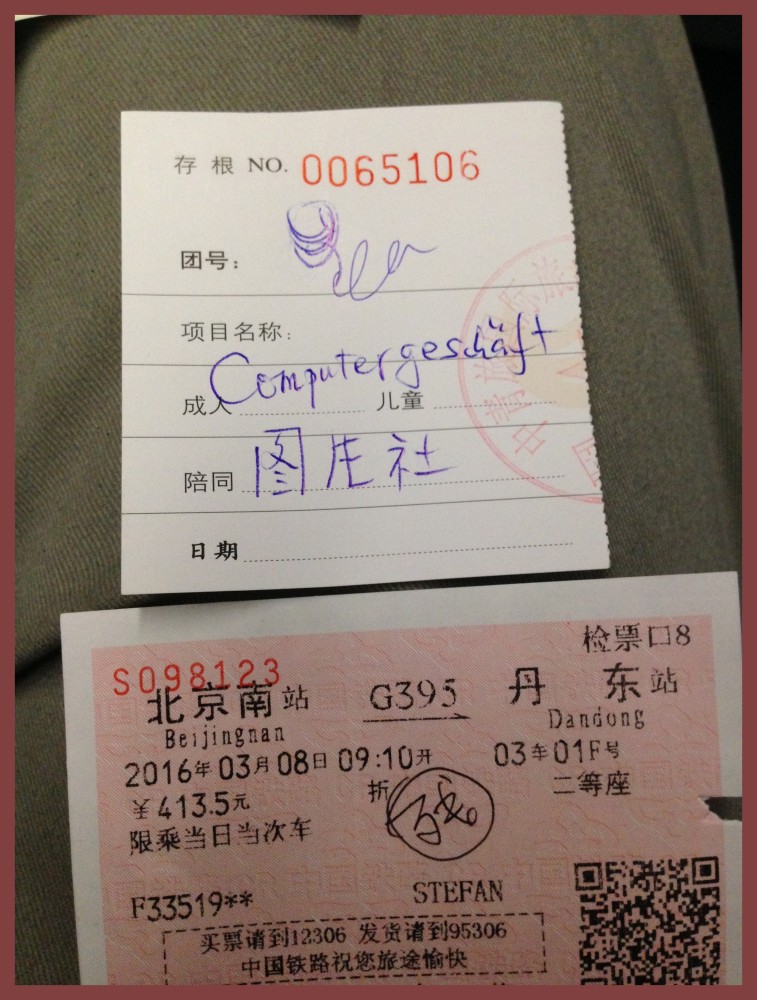 存 根 NO. 0065106
团号：
项目名称：
Computergeschäft
成人 儿童
陪同
日期
中青旅
检票口8
S098123
北京南站 G395 丹东站
Beijingnan Dandong
2016年03月08日09:10开 03车01F号
¥413.5元 折 二等座
限乘当日当次车
F33519** STEFAN
买票请到12306 发货请到95306
中国铁路祝您旅途愉快